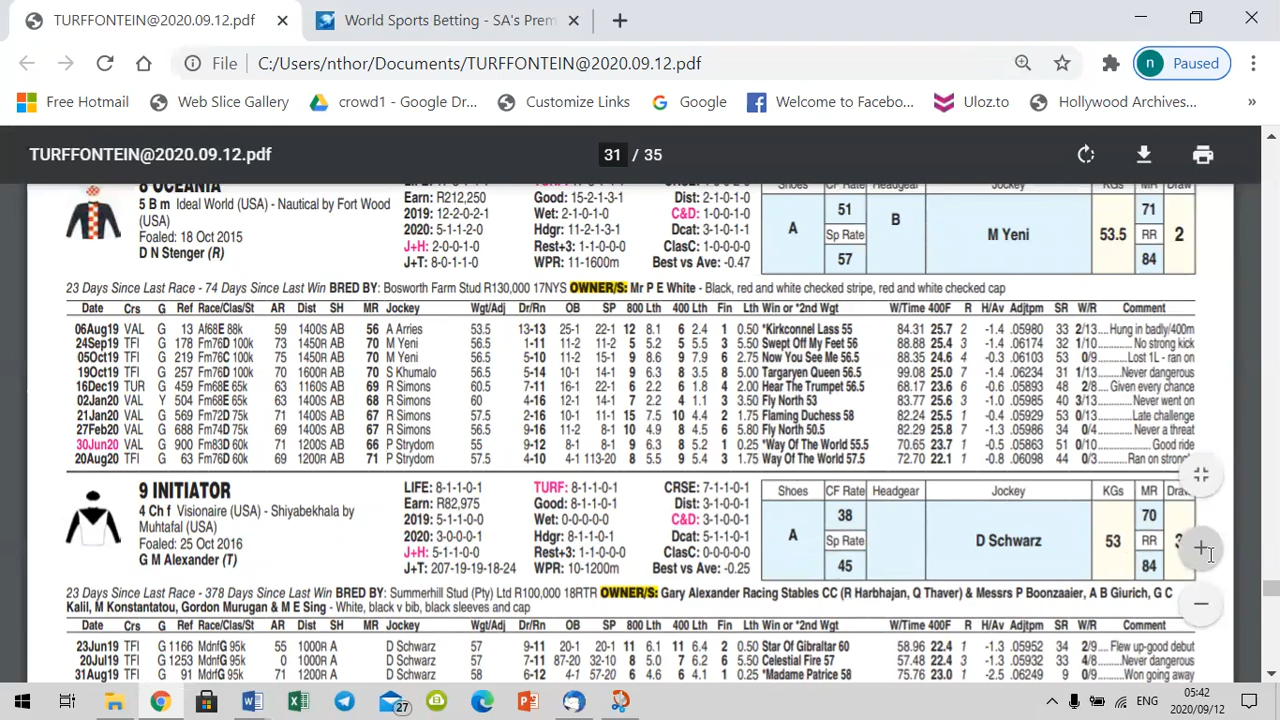 TURFFONTEIN@2020.09.12.pdf
World Sports Betting - SA's Prem
File C:/Users/nthor/Documents/TURFFONTEIN@2020.09.12.pdf n Paused
Free Hotmail Web Slice Gallery crowd1 - Google Dr... Customize Links Google Welcome to Facebo... Uloz.to Hollywood Archives... »
TURFFONTEIN@2020.09.12.pdf 31 / 35
8 OCEANIA
5 B m Ideal World (USA) - Nautical by Fort Wood
(USA)
Foaled: 18 Oct 2015
D N Stenger (R)
Earn: R212,250 Good: 15-2-1-3-1 Dist: 2-1-0-1-0
2019: 12-2-0-2-1 Wet: 2-1-0-1-0 C&D: 1-0-0-1-0
2020: 5-1-1-2-0 Hdgr: 11-2-1-3-1 Dcat: 3-1-0-1-1
J+H: 2-0-0-1-0 Rest+3: 1-1-0-0-0 ClasC: 1-0-0-0-0
J+T: 8-0-1-1-0 WPR: 11-1600m Best vs Ave: -0.47
Shoes CF Rate Headgear Jockey KGs MR Draw
A 51 B M Yeni 53.5 71 2
Sp Rate RR
57 84
23 Days Since Last Race - 74 Days Since Last Win BRED BY: Bosworth Farm Stud R130,000 17NYS OWNER/S: Mr P E White - Black, red and white checked stripe, red and white checked cap
Date Crs G Ref Race/Clas/St AR Dist SH MR Jockey Wgt/Adj Dr/Rn OB SP 800 Lth 400 Lth Fin Lth Win or *2nd Wgt W/Time 400F R H/Av Adjtpm SR W/R Comment
06Aug19 VAL G 13 Af68E 88k 59 1400S AB 56 A Arries 53.5 13-13 25-1 22-1 12 8.1 6 2.4 1 0.50 *Kirkconnel Lass 55 84.31 25.7 2 -1.4 .05980 33 2/13 .... Hung in badly/400m
24Sep19 TFI G 178 Fm76D 100k 73 1400S AB 70 M Yeni 56.5 1-11 11-2 11-2 5 5.2 5 5.5 3 5.75 Swept Off My Feet 56 88.88 25.4 3 -1.4 .06174 32 1/10 ............ No strong kick
05Oct19 TFI G 219 Fm76C 100k 75 1450R AB 70 M Yeni 56.5 5-10 11-2 15-1 9 8.6 9 7.9 6 2.75 Now You See Me 56.5 88.35 24.6 4 -0.3 .06103 53 0/9 ............ Lost 1L - ran on
19Oct19 TFI G 257 Fm76D 100k 70 1600R AB 70 S Khumalo 56.5 5-14 10-1 14-1 9 6.3 8 3.5 8 5.00 Targaryen Queen 56.5 99.08 25.0 7 -1.4 .06234 31 1/13 ............ Never dangerous
16Dec19 TUR G 459 Fm68E 65k 63 1160S AB 69 R Simons 60.5 7-11 16-1 22-1 6 2.2 6 1.8 4 2.00 Hear The Trumpet 56.5 68.17 23.6 6 -0.6 .05893 48 2/8 .... Given every chance
02Jan20 VAL Y 504 Fm68E 65k 63 1400S AB 68 R Simons 60 4-16 12-1 14-1 7 2.2 4 1.1 3 3.50 Fly North 53 83.77 25.6 3 -1.0 .05985 40 3/13 ............ Never went on
21Jan20 VAL G 569 Fm72D 75k 71 1400S AB 67 R Simons 57.5 2-16 10-1 11-1 15 7.5 10 4.4 2 1.75 Flaming Duchess 58 82.24 25.5 1 -0.4 .05929 53 0/13 ............ Late challenge
27Feb20 VAL G 688 Fm74D 75k 69 1400S AB 67 R Simons 56.5 9-16 11-2 8-1 10 4.9 8 4.5 6 5.80 Fly North 50.5 82.29 25.8 7 -1.3 .05986 34 0/4 ............ Never a threat
30Jun20 VAL G 900 Fm83D 60k 71 1200S AB 66 P Strydom 55 9-12 8-1 8-1 9 6.3 8 5.2 1 0.25 *Way Of The World 55.5 70.65 23.7 1 -0.5 .05863 51 0/10 ............ Good ride
20Aug20 TFI G 63 Fm76D 60k 69 1200R AB 71 P Strydom 57.5 4-10 4-1 113-20 8 5.5 9 5.4 3 1.75 Way Of The World 57.5 72.70 22.1 1 -0.8 .06098 44 0/3 ............ Ran on strong
9 INITIATOR
4 Ch f Visionaire (USA) - Shiyabekhala by
Muhtafal (USA)
Foaled: 25 Oct 2016
G M Alexander (T)
LIFE: 8-1-1-0-1 TURF: 8-1-1-0-1 CRSE: 7-1-1-0-1
Earn: R82,975 Good: 8-1-1-0-1 Dist: 3-1-0-0-1
2019: 5-1-1-0-0 Wet: 0-0-0-0-0 C&D: 3-1-0-0-1
2020: 3-0-0-0-1 Hdgr: 8-1-1-0-1 Dcat: 5-1-1-0-1
J+H: 5-1-1-0-0 Rest+3: 1-1-0-0-0 ClasC: 0-0-0-0-0
J+T: 207-19-19-18-24 WPR: 10-1200m Best vs Ave: -0.25
Shoes CF Rate Headgear Jockey KGs MR Draw
A 38 D Schwarz 53 70 3
Sp Rate RR
45 84
23 Days Since Last Race - 378 Days Since Last Win BRED BY: Summerhill Stud (Pty) Ltd R100,000 18RTR OWNER/S: Gary Alexander Racing Stables CC (R Harbhajan, Q Thaver) & Messrs P Boonzaaier, A B Giurich, G C
Kalil, M Konstantatou, Gordon Murugan & M E Sing - White, black v bib, black sleeves and cap
Date Crs G Ref Race/Clas/St AR Dist SH MR Jockey Wgt/Adj Dr/Rn OB SP 800 Lth 400 Lth Fin Lth Win or *2nd Wgt W/Time 400F R H/Av Adjtpm SR W/R Comment
23Jun19 TFI G 1166 MdnfG 95k 55 1000R A D Schwarz 57 9-11 20-1 20-1 11 6.1 11 6.4 2 0.50 Star Of Gibraltar 60 58.96 22.4 1 -1.3 .05952 34 2/9 .... Flew up-good debut
20Jul19 TFI G 1253 MdnfG 95k 0 1000R A D Schwarz 57 7-11 87-20 32-10 8 5.0 7 6.2 6 5.50 Celestial Fire 57 57.48 22.4 3 -1.3 .05932 38 4/8 ............ Never dangerous
31Aug19 TFI G 91 MdnfG 95k 71 1200R A D Schwarz 58 6-12 4-1 57-20 6 4.6 6 4.1 1 0.25 *Madame Patrice 58 75.76 23.0 1 -2.5 .06249 9 0/4 ............ Won going away
27
ENG
05:42
2020/09/12